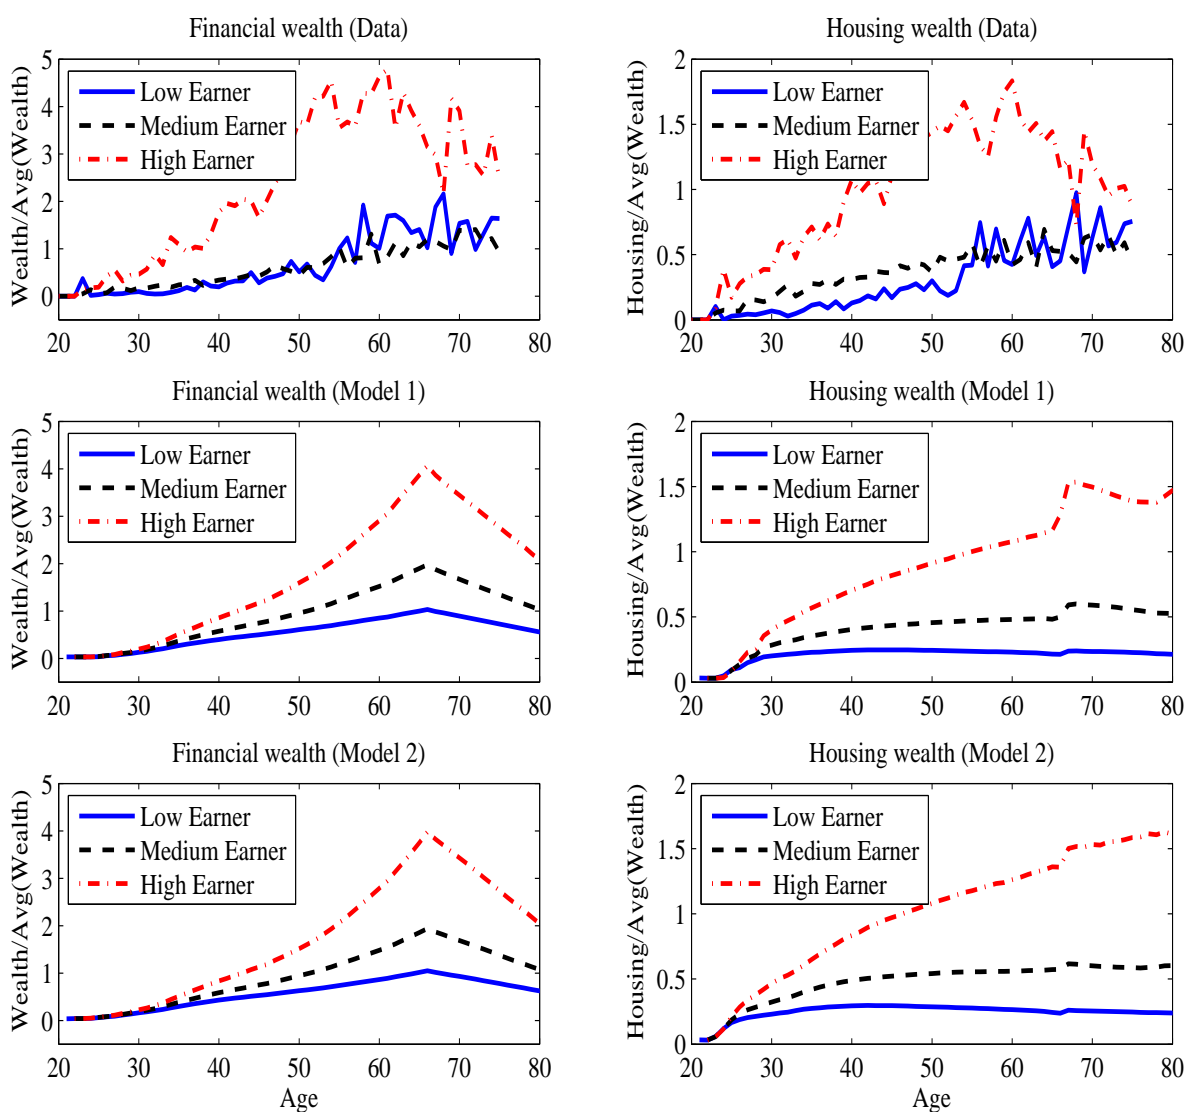 Financial wealth (Data)
Wealth/Avg(Wealth)
5
4
3
2
1
0
Low Earner
Medium Earner
High Earner
20 30 40 50 60 70 80
Housing wealth (Data)
Housing/Avg(Wealth)
2
1.5
1
0.5
0
Low Earner
Medium Earner
High Earner
20 30 40 50 60 70 80
Financial wealth (Model 1)
Wealth/Avg(Wealth)
5
4
3
2
1
0
Low Earner
Medium Earner
High Earner
20 30 40 50 60 70 80
Housing wealth (Model 1)
Housing/Avg(Wealth)
2
1.5
1
0.5
0
Low Earner
Medium Earner
High Earner
20 30 40 50 60 70 80
Financial wealth (Model 2)
Wealth/Avg(Wealth)
5
4
3
2
1
0
Low Earner
Medium Earner
High Earner
20 30 40 50 60 70 80
Age
Housing wealth (Model 2)
Housing/Avg(Wealth)
2
1.5
1
0.5
0
Low Earner
Medium Earner
High Earner
20 30 40 50 60 70 80
Age